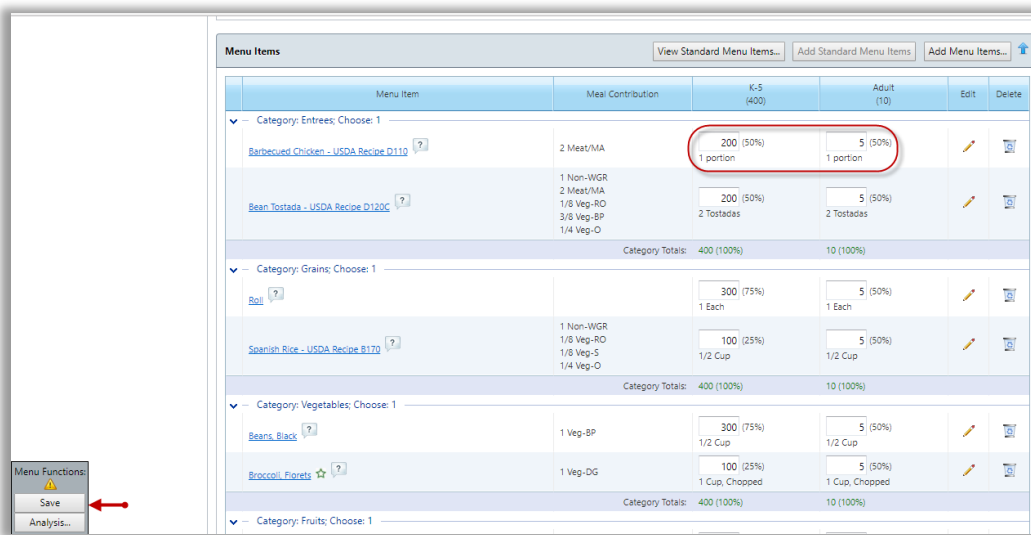 Menu Items
View Standard Menu Items...
Add Standard Menu Items
Add Menu Items...
Menu Item Meal Contribution K-5 (400) Adult (10) Edit Delete
Category: Entrees; Choose: 1
Barbecued Chicken - USDA Recipe D110 ? 2 Meat/MA 200 (50%) 5 (50%)
1 portion 1 portion
1 Non-WGR
2 Meat/MA
1/8 Veg-RO
3/8 Veg-BP
1/4 Veg-O
Bean Tostada - USDA Recipe D120C ? 200 (50%) 5 (50%)
2 Tostadas 2 Tostadas
Category Totals: 400 (100%) 10 (100%)
Category: Grains; Choose: 1
Roll ? 300 (75%) 5 (50%)
1 Each 1 Each
1 Non-WGR
1/8 Veg-RO
1/8 Veg-S
1/4 Veg-O
Spanish Rice - USDA Recipe B170 ? 100 (25%) 5 (50%)
1/2 Cup 1/2 Cup
Category Totals: 400 (100%) 10 (100%)
Category: Vegetables; Choose: 1
Beans, Black ? 1 Veg-BP 300 (75%) 5 (50%)
1/2 Cup 1/2 Cup
Broccoli, Florets ? 1 Veg-DG 100 (25%) 5 (50%)
1 Cup, Chopped 1 Cup, Chopped
Category Totals: 400 (100%) 10 (100%)
Category: Fruits; Choose: 1
Menu Functions:
Save
Analysis...